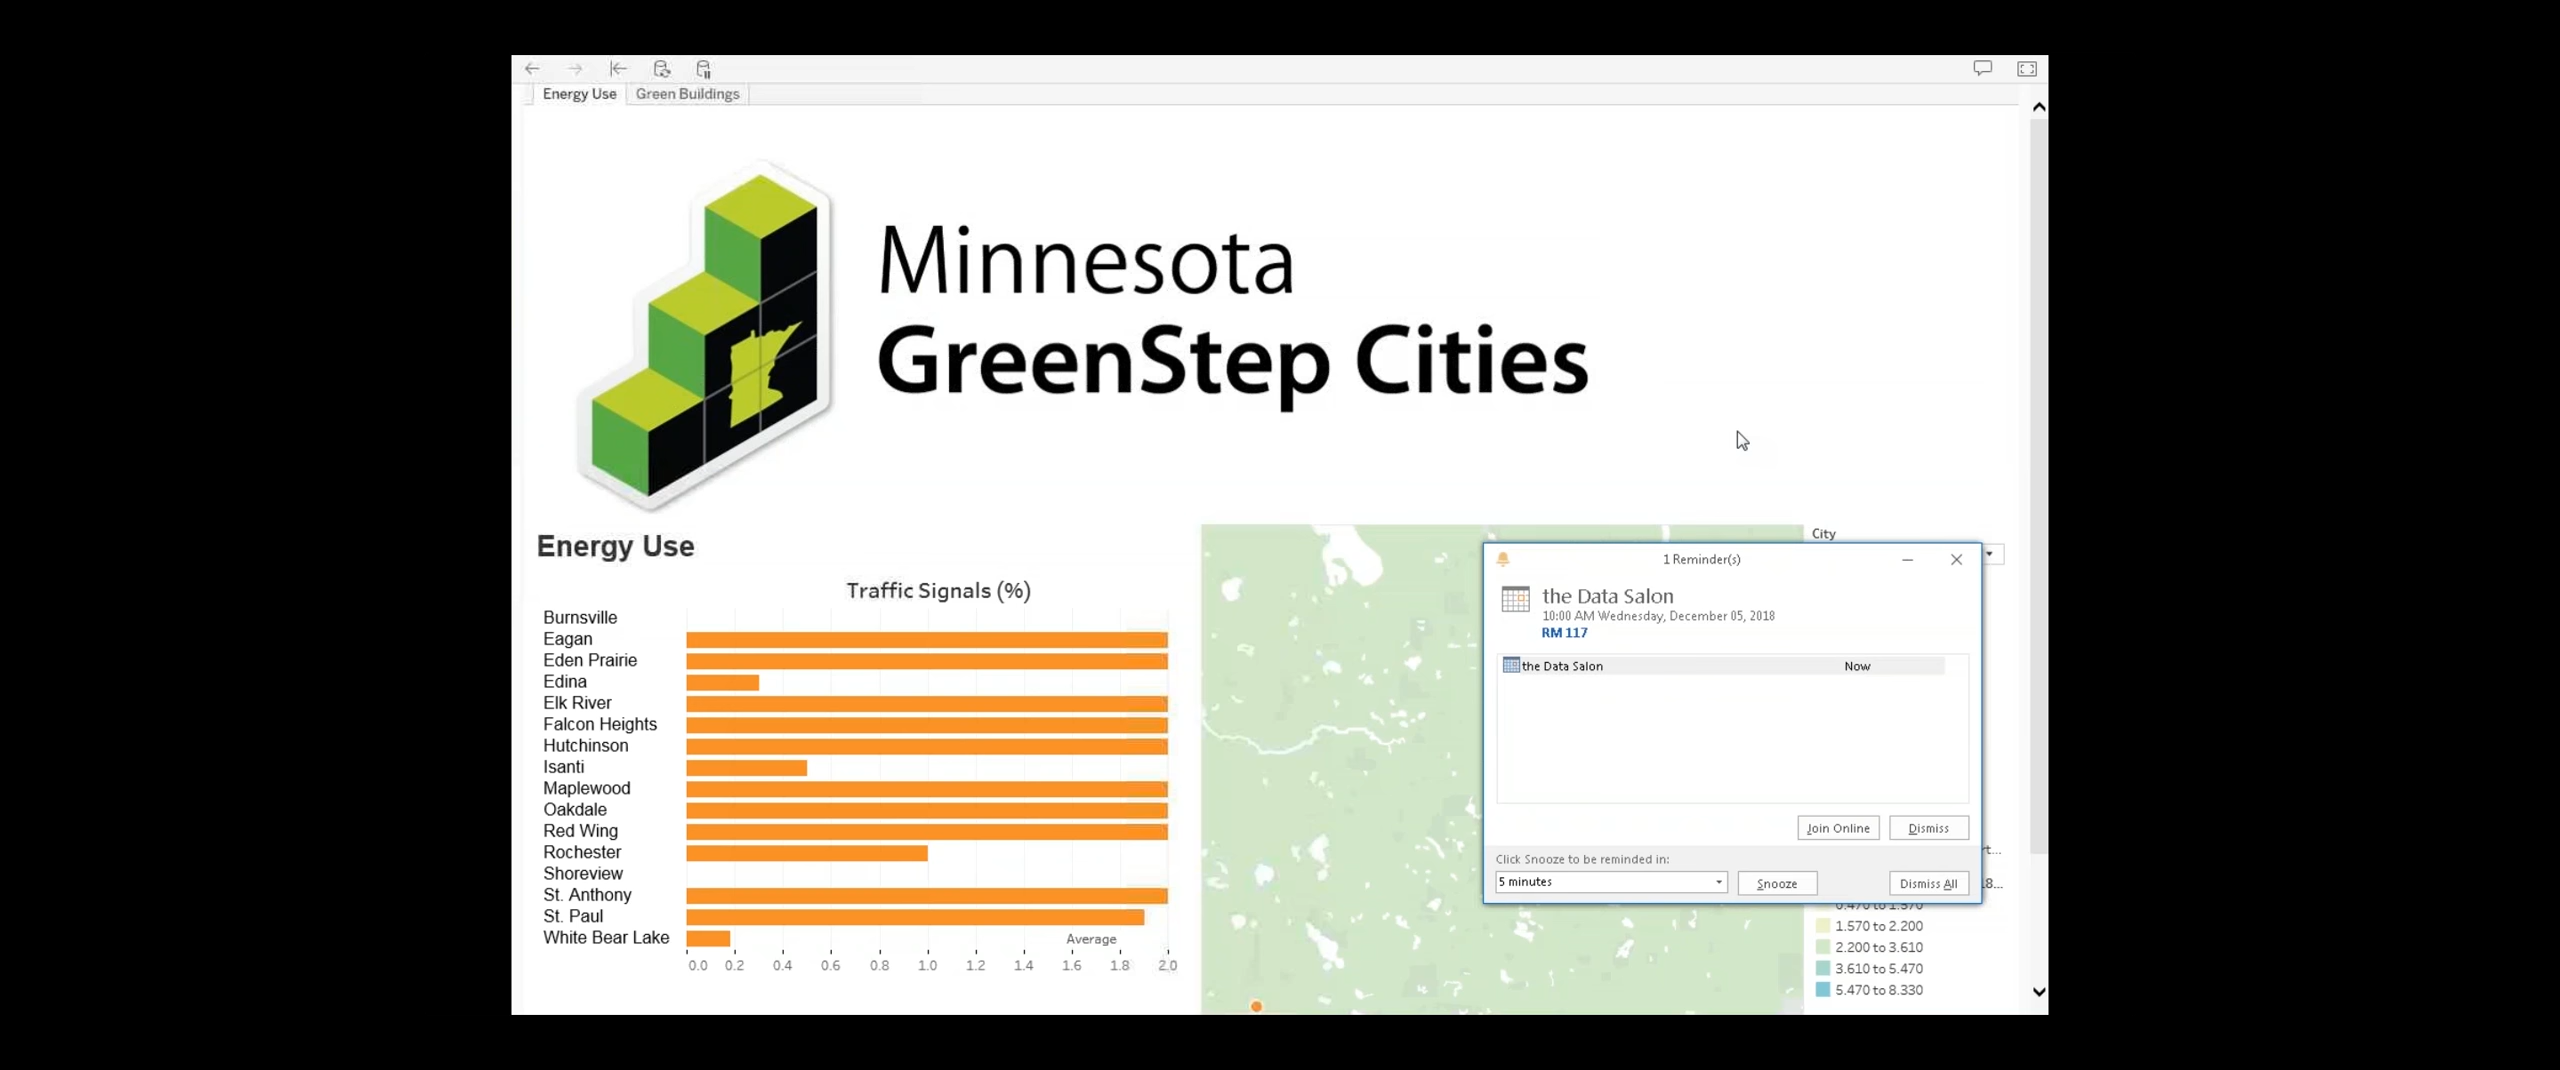 Energy Use
Green Buildings
Minnesota
GreenStep Cities
Energy Use
Traffic Signals (%)
Burnsville
Eagan
Eden Prairie
Edina
Elk River
Falcon Heights
Hutchinson
Isanti
Maplewood
Oakdale
Red Wing
Rochester
Shoreview
St. Anthony
St. Paul
White Bear Lake
Average
0.0 0.2 0.4 0.6 0.8 1.0 1.2 1.4 1.6 1.8 2.0
City
1 Reminder(s)
the Data Salon
10:00 AM Wednesday, December 05, 2018
RM 117
the Data Salon Now
Join Online
Dismiss
Click Snooze to be reminded in:
5 minutes
Snooze
Dismiss All
0.470 to 1.570
1.570 to 2.200
2.200 to 3.610
3.610 to 5.470
5.470 to 8.330